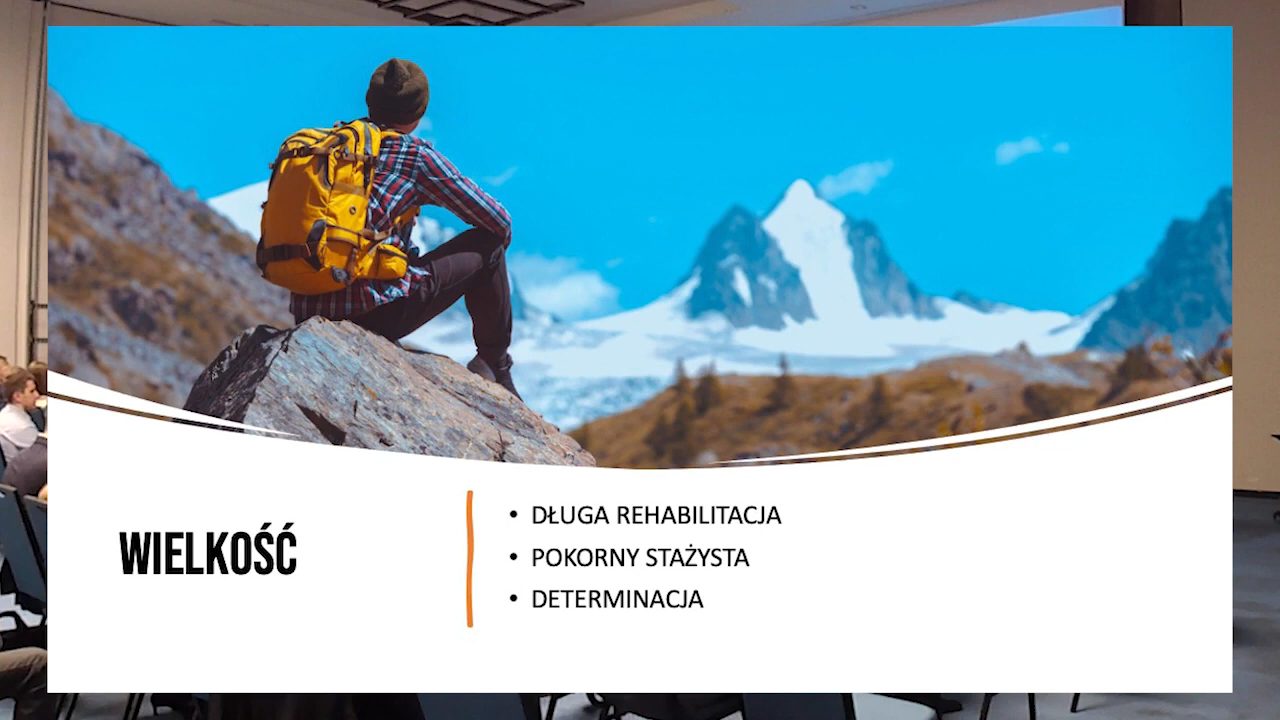 WIELKOŚĆ
• DŁUGA REHABILITACJA
• POKORNY STAŻYSTA
• DETERMINACJA